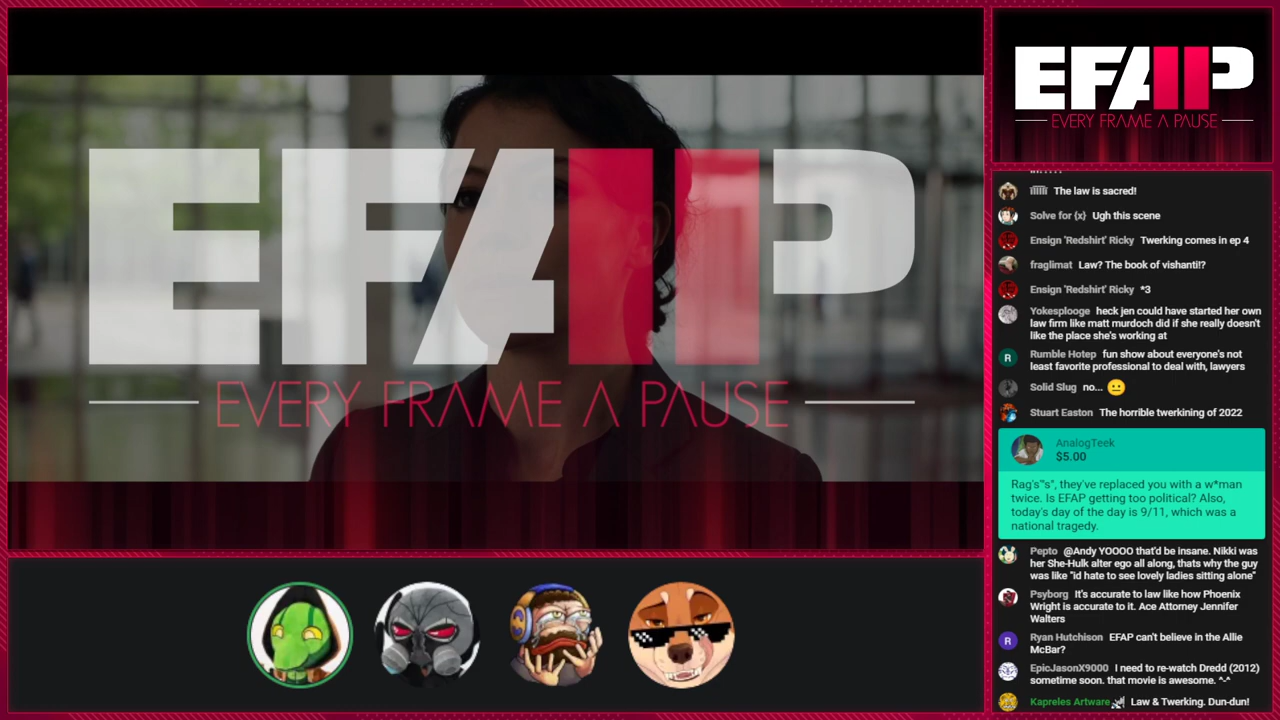 EFAP
EVERY FRAME A PAUSE
EFAP
EVERY FRAME A PAUSE
The law is sacred!
Solve for {x} Ugh this scene
Ensign 'Redshirt' Ricky Twerking comes in ep 4
fraglimat Law? The book of vishanti!?
Ensign 'Redshirt' Ricky *3
Yokesplooge heck jen could have started her own
law firm like matt murdoch did if she really doesn't
like the place she's working at
R
Rumble Hotep fun show about everyone's not
least favorite professional to deal with, lawyers
Solid Slug no... 😐
Stuart Easton The horrible twerkining of 2022
AnalogTeek
$5.00
Rag's"'s", they've replaced you with a w*man
twice. Is EFAP getting too political? Also,
today's day of the day is 9/11, which was a
national tragedy.
Pepto @Andy YOOOO that'd be insane. Nikki was
her She-Hulk alter ego all along, thats why the guy
was like "id hate to see lovely ladies sitting alone"
Psyborg It's accurate to law like how Phoenix
Wright is accurate to it. Ace Attorney Jennifer
Walters
R
Ryan Hutchison EFAP can't believe in the Allie
McBar?
EpicJasonX9000 I need to re-watch Dredd (2012)
sometime soon. that movie is awesome. ^-^
Kapreles Artware Law & Twerking. Dun-dun!